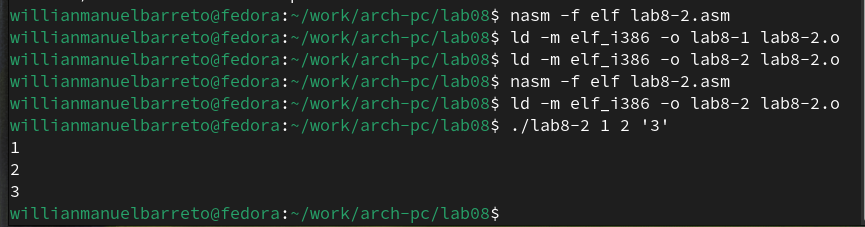 willianmanuelbarreto@fedora:~/work/arch-pc/lab08$ nasm -f elf lab8-2.asm
willianmanuelbarreto@fedora:~/work/arch-pc/lab08$ ld -m elf_i386 -o lab8-1 lab8-2.o
willianmanuelbarreto@fedora:~/work/arch-pc/lab08$ ld -m elf_i386 -o lab8-2 lab8-2.o
willianmanuelbarreto@fedora:~/work/arch-pc/lab08$ nasm -f elf lab8-2.asm
willianmanuelbarreto@fedora:~/work/arch-pc/lab08$ ld -m elf_i386 -o lab8-2 lab8-2.o
willianmanuelbarreto@fedora:~/work/arch-pc/lab08$ ./lab8-2 1 2 '3'
1
2
3
willianmanuelbarreto@fedora:~/work/arch-pc/lab08$